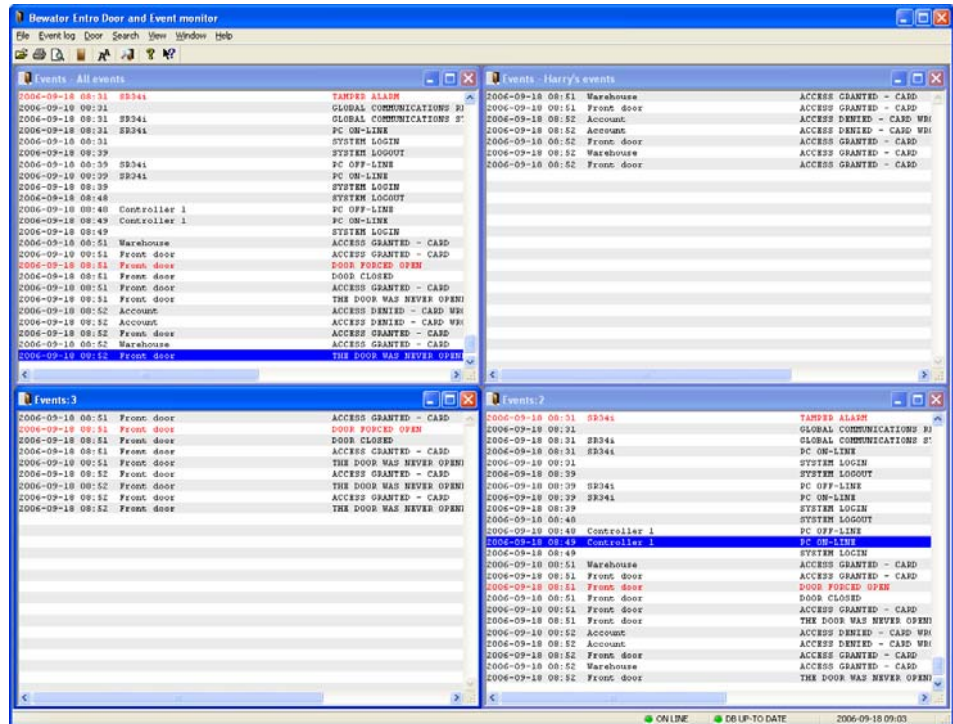 Bewator Entro Door and Event monitor
File Event log Door Search View Window Help
Events - All events
2006-09-18 08:31 SR34i TAMPER ALARM
2006-09-18 08:31 GLOBAL COMMUNICATIONS
2006-09-18 08:31 SR34i GLOBAL COMMUNICATIONS
2006-09-18 08:31 SR34i PC ON-LINE
2006-09-18 08:31 SYSTEM LOGIN
2006-09-18 08:39 SYSTEM LOGOUT
2006-09-18 08:39 SR34i PC OFF-LINE
2006-09-18 08:39 SR34i PC ON-LINE
2006-09-18 08:39 SYSTEM LOGIN
2006-09-18 08:48 SYSTEM LOGOUT
2006-09-18 08:48 Controller 1 PC OFF-LINE
2006-09-18 08:49 Controller 1 PC ON-LINE
2006-09-18 08:49 SYSTEM LOGIN
2006-09-18 08:51 Warehouse ACCESS GRANTED - CARD
2006-09-18 08:51 Front door ACCESS GRANTED - CARD
2006-09-18 08:51 Front door DOOR FORCED OPEN
2006-09-18 08:51 Front door DOOR CLOSED
2006-09-18 08:51 Front door ACCESS GRANTED - CARD
2006-09-18 08:51 Front door THE DOOR WAS NEVER OPEN
2006-09-18 08:52 Account ACCESS DENIED - CARD
2006-09-18 08:52 Account ACCESS DENIED - CARD
2006-09-18 08:52 Front door ACCESS GRANTED - CARD
2006-09-18 08:52 Warehouse ACCESS GRANTED - CARD
2006-09-18 08:52 Front door THE DOOR WAS NEVER OPEN
Events - Harry's events
2006-09-18 08:51 Warehouse ACCESS GRANTED - CARD
2006-09-18 08:51 Front door ACCESS GRANTED - CARD
2006-09-18 08:52 Account ACCESS DENIED - CARD
2006-09-18 08:52 Account ACCESS DENIED - CARD
2006-09-18 08:52 Front door ACCESS GRANTED - CARD
2006-09-18 08:52 Warehouse ACCESS GRANTED - CARD
2006-09-18 08:52 Front door ACCESS GRANTED - CARD
Events:3
2006-09-18 08:51 Front door ACCESS GRANTED - CARD
2006-09-18 08:51 Front door DOOR FORCED OPEN
2006-09-18 08:51 Front door DOOR CLOSED
2006-09-18 08:51 Front door ACCESS GRANTED - CARD
2006-09-18 08:51 Front door THE DOOR WAS NEVER OPEN
2006-09-18 08:52 Front door ACCESS GRANTED - CARD
2006-09-18 08:52 Front door THE DOOR WAS NEVER OPEN
2006-09-18 08:52 Front door ACCESS GRANTED - CARD
2006-09-18 08:52 Front door THE DOOR WAS NEVER OPEN
Events:2
2006-09-18 08:31 SR34i TAMPER ALARM
2006-09-18 08:31 GLOBAL COMMUNICATIONS
2006-09-18 08:31 SR34i GLOBAL COMMUNICATIONS
2006-09-18 08:31 SR34i PC ON-LINE
2006-09-18 08:31 SYSTEM LOGIN
2006-09-18 08:39 SYSTEM LOGOUT
2006-09-18 08:39 SR34i PC OFF-LINE
2006-09-18 08:39 SR34i PC ON-LINE
2006-09-18 08:39 SYSTEM LOGIN
2006-09-18 08:48 SYSTEM LOGOUT
2006-09-18 08:48 Controller 1 PC OFF-LINE
2006-09-18 08:49 Controller 1 PC ON-LINE
2006-09-18 08:49 SYSTEM LOGIN
2006-09-18 08:51 Warehouse ACCESS GRANTED - CARD
2006-09-18 08:51 Front door ACCESS GRANTED - CARD
2006-09-18 08:51 Front door DOOR FORCED OPEN
2006-09-18 08:51 Front door DOOR CLOSED
2006-09-18 08:51 Front door ACCESS GRANTED - CARD
2006-09-18 08:51 Front door THE DOOR WAS NEVER OPEN
2006-09-18 08:52 Account ACCESS DENIED - CARD
2006-09-18 08:52 Account ACCESS DENIED - CARD
2006-09-18 08:52 Front door ACCESS GRANTED - CARD
2006-09-18 08:52 Warehouse ACCESS GRANTED - CARD
2006-09-18 08:52 Front door THE DOOR WAS NEVER OPEN
ON LINE DB UP-TO DATE 2006-09-18 09:03